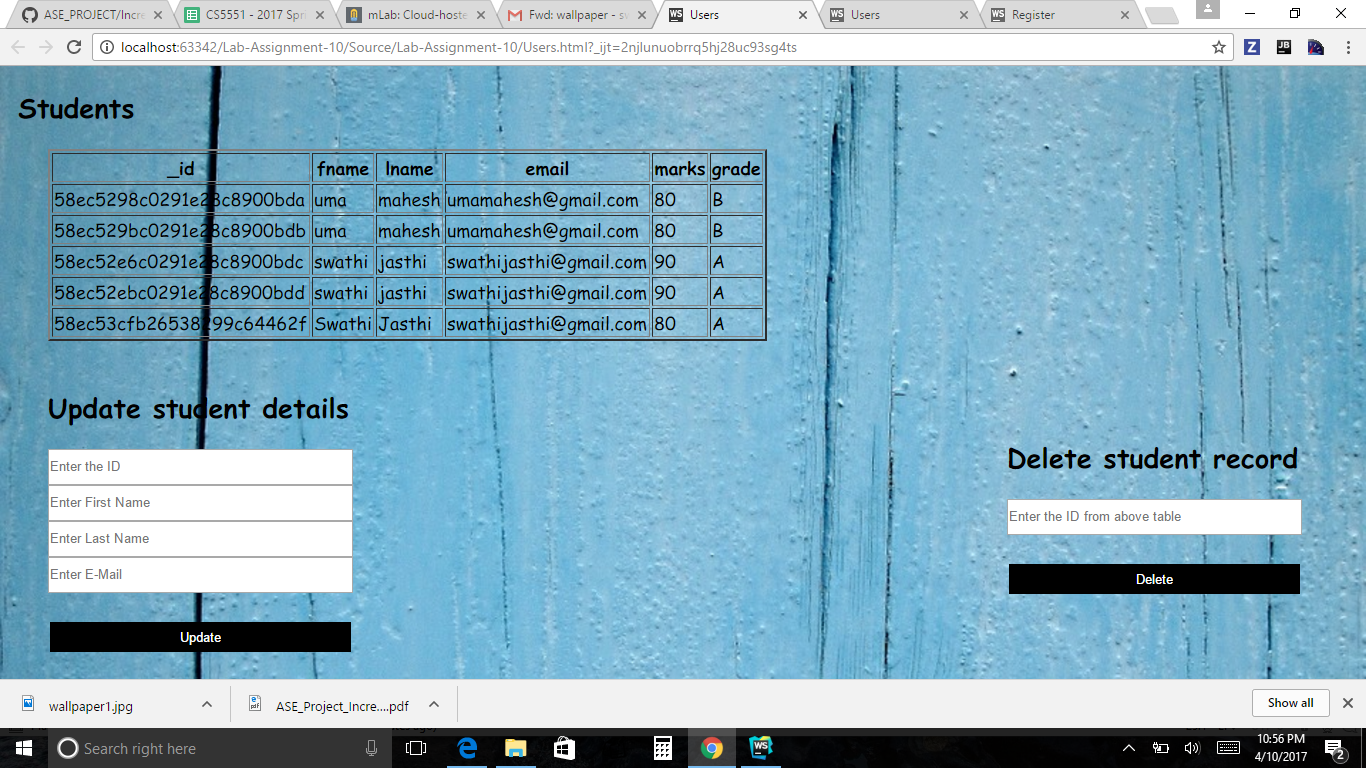 ASE_PROJECT/Incre
CS5551 - 2017 Spr
mLab: Cloud-hoste
Fwd: wallpaper - sw
Users
Users
Register
localhost:63342/Lab-Assignment-10/Source/Lab-Assignment-10/Users.html?_ijt=2njlunuobrrq5hj28uc93sg4ts
Students
_id fname lname email marks grade
58ec5298c0291e28c8900bda uma mahesh umamahesh@gmail.com 80 B
58ec529bc0291e28c8900bdb uma mahesh umamahesh@gmail.com 80 B
58ec52e6c0291e28c8900bdc swathi jasthi swathijasthi@gmail.com 90 A
58ec52ebc0291e28c8900bdd swathi jasthi swathijasthi@gmail.com 90 A
58ec53cfb26538299c64462f Swathi Jasthi swathijasthi@gmail.com 80 A
Update student details
Enter the ID
Enter First Name
Enter Last Name
Enter E-Mail
Update
Delete student record
Enter the ID from above table
Delete
wallpaper1.jpg
ASE_Project_Incre....pdf
Show all
Search right here
10:56 PM
4/10/2017
2